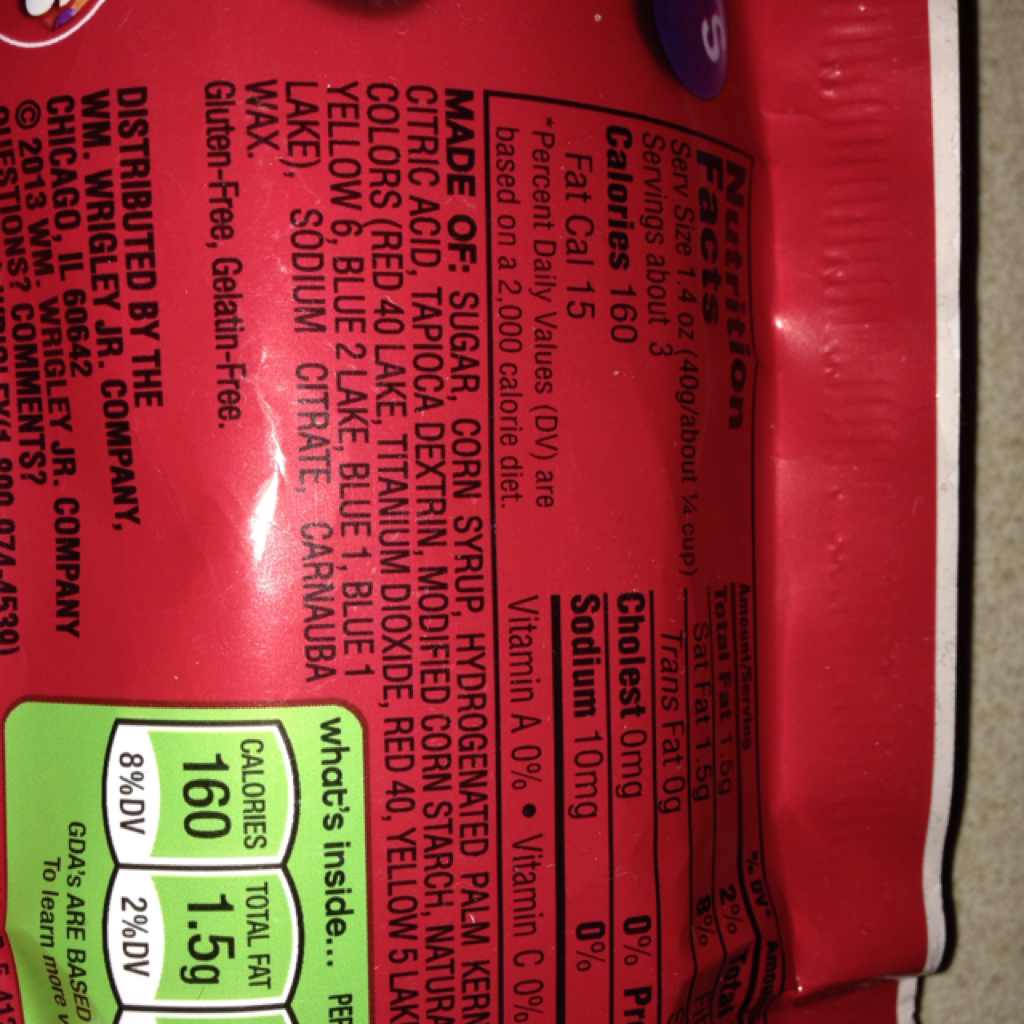 S
Nutrition
Facts
Serv Size 1.4 oz (40g/about ¼ cup)
Servings about 3
Calories 160
Fat Cal 15
*Percent Daily Values (DV) are
based on a 2,000 calorie diet.
Amount/Serving % DV*
Total Fat 1.5g 2%
Sat Fat 1.5g 8%
Trans Fat 0g
Cholest 0mg 0%
Sodium 10mg 0%
Vitamin A 0% • Vitamin C 0%
Total
MADE OF: SUGAR, CORN SYRUP, HYDROGENATED PALM KERN
CITRIC ACID, TAPIOCA DEXTRIN, MODIFIED CORN STARCH, NATURA
COLORS (RED 40 LAKE, TITANIUM DIOXIDE, RED 40, YELLOW 5 LAK
YELLOW 6, BLUE 2 LAKE, BLUE 1, BLUE 1
LAKE), SODIUM CITRATE, CARNAUBA
WAX.
Gluten-Free, Gelatin-Free.
DISTRIBUTED BY THE
WM. WRIGLEY JR. COMPANY,
CHICAGO, IL 60642
© 2013 WM. WRIGLEY JR. COMPANY
QUESTIONS? COMMENTS?
what's inside... PER
CALORIES
160
8%DV
TOTAL FAT
1.5g
2%DV
GDA's ARE BASED
To learn more